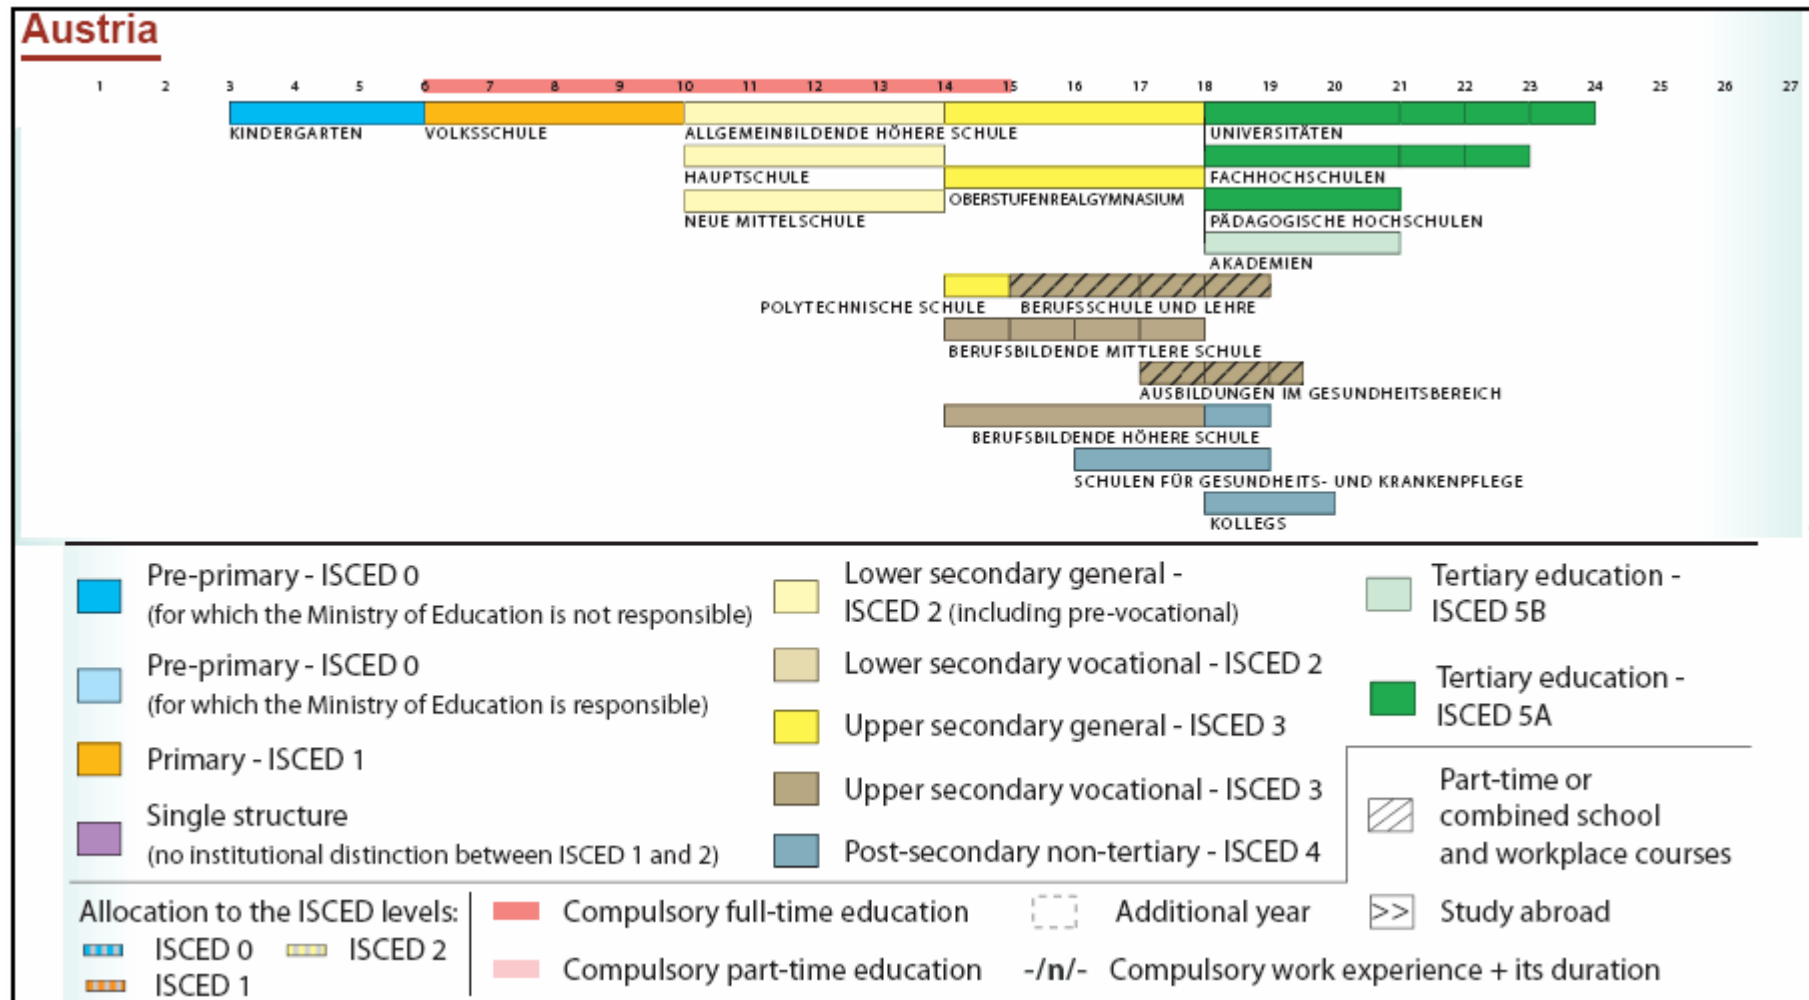 Austria
1 2 3 4 5 6 7 8 9 10 11 12 13 14 15 16 17 18 19 20 21 22 23 24 25 26 27
KINDERGARTEN VOLKSSCHULE ALLGEMEINBILDENDE HÖHERE SCHULE UNIVERSITÄTEN
HAUPTSCHULE FACHHOCHSCHULEN
OBERSTUFENREALGYMNASIUM
NEUE MITTELSCHULE PÄDAGOGISCHE HOCHSCHULEN
AKADEMIEN
POLYTECHNISCHE SCHULE BERUFSSCHULE UND LEHRE
BERUFSBILDENDE MITTLERE SCHULE
AUSBILDUNGEN IM GESUNDHEITSBEREICH
BERUFSBILDENDE HÖHERE SCHULE
SCHULEN FÜR GESUNDHEITS- UND KRANKENPFLEGE
KOLLEGS
Pre-primary - ISCED 0
(for which the Ministry of Education is not responsible)
Pre-primary - ISCED 0
(for which the Ministry of Education is responsible)
Primary - ISCED 1
Single structure
(no institutional distinction between ISCED 1 and 2)
Lower secondary general -
ISCED 2 (including pre-vocational)
Lower secondary vocational - ISCED 2
Upper secondary general - ISCED 3
Upper secondary vocational - ISCED 3
Post-secondary non-tertiary - ISCED 4
Tertiary education -
ISCED 5B
Tertiary education -
ISCED 5A
Part-time or
combined school
and workplace courses
Allocation to the ISCED levels:
ISCED 0 ISCED 2
ISCED 1
Compulsory full-time education
Compulsory part-time education
Additional year
-/n/- Compulsory work experience + its duration
>> Study abroad